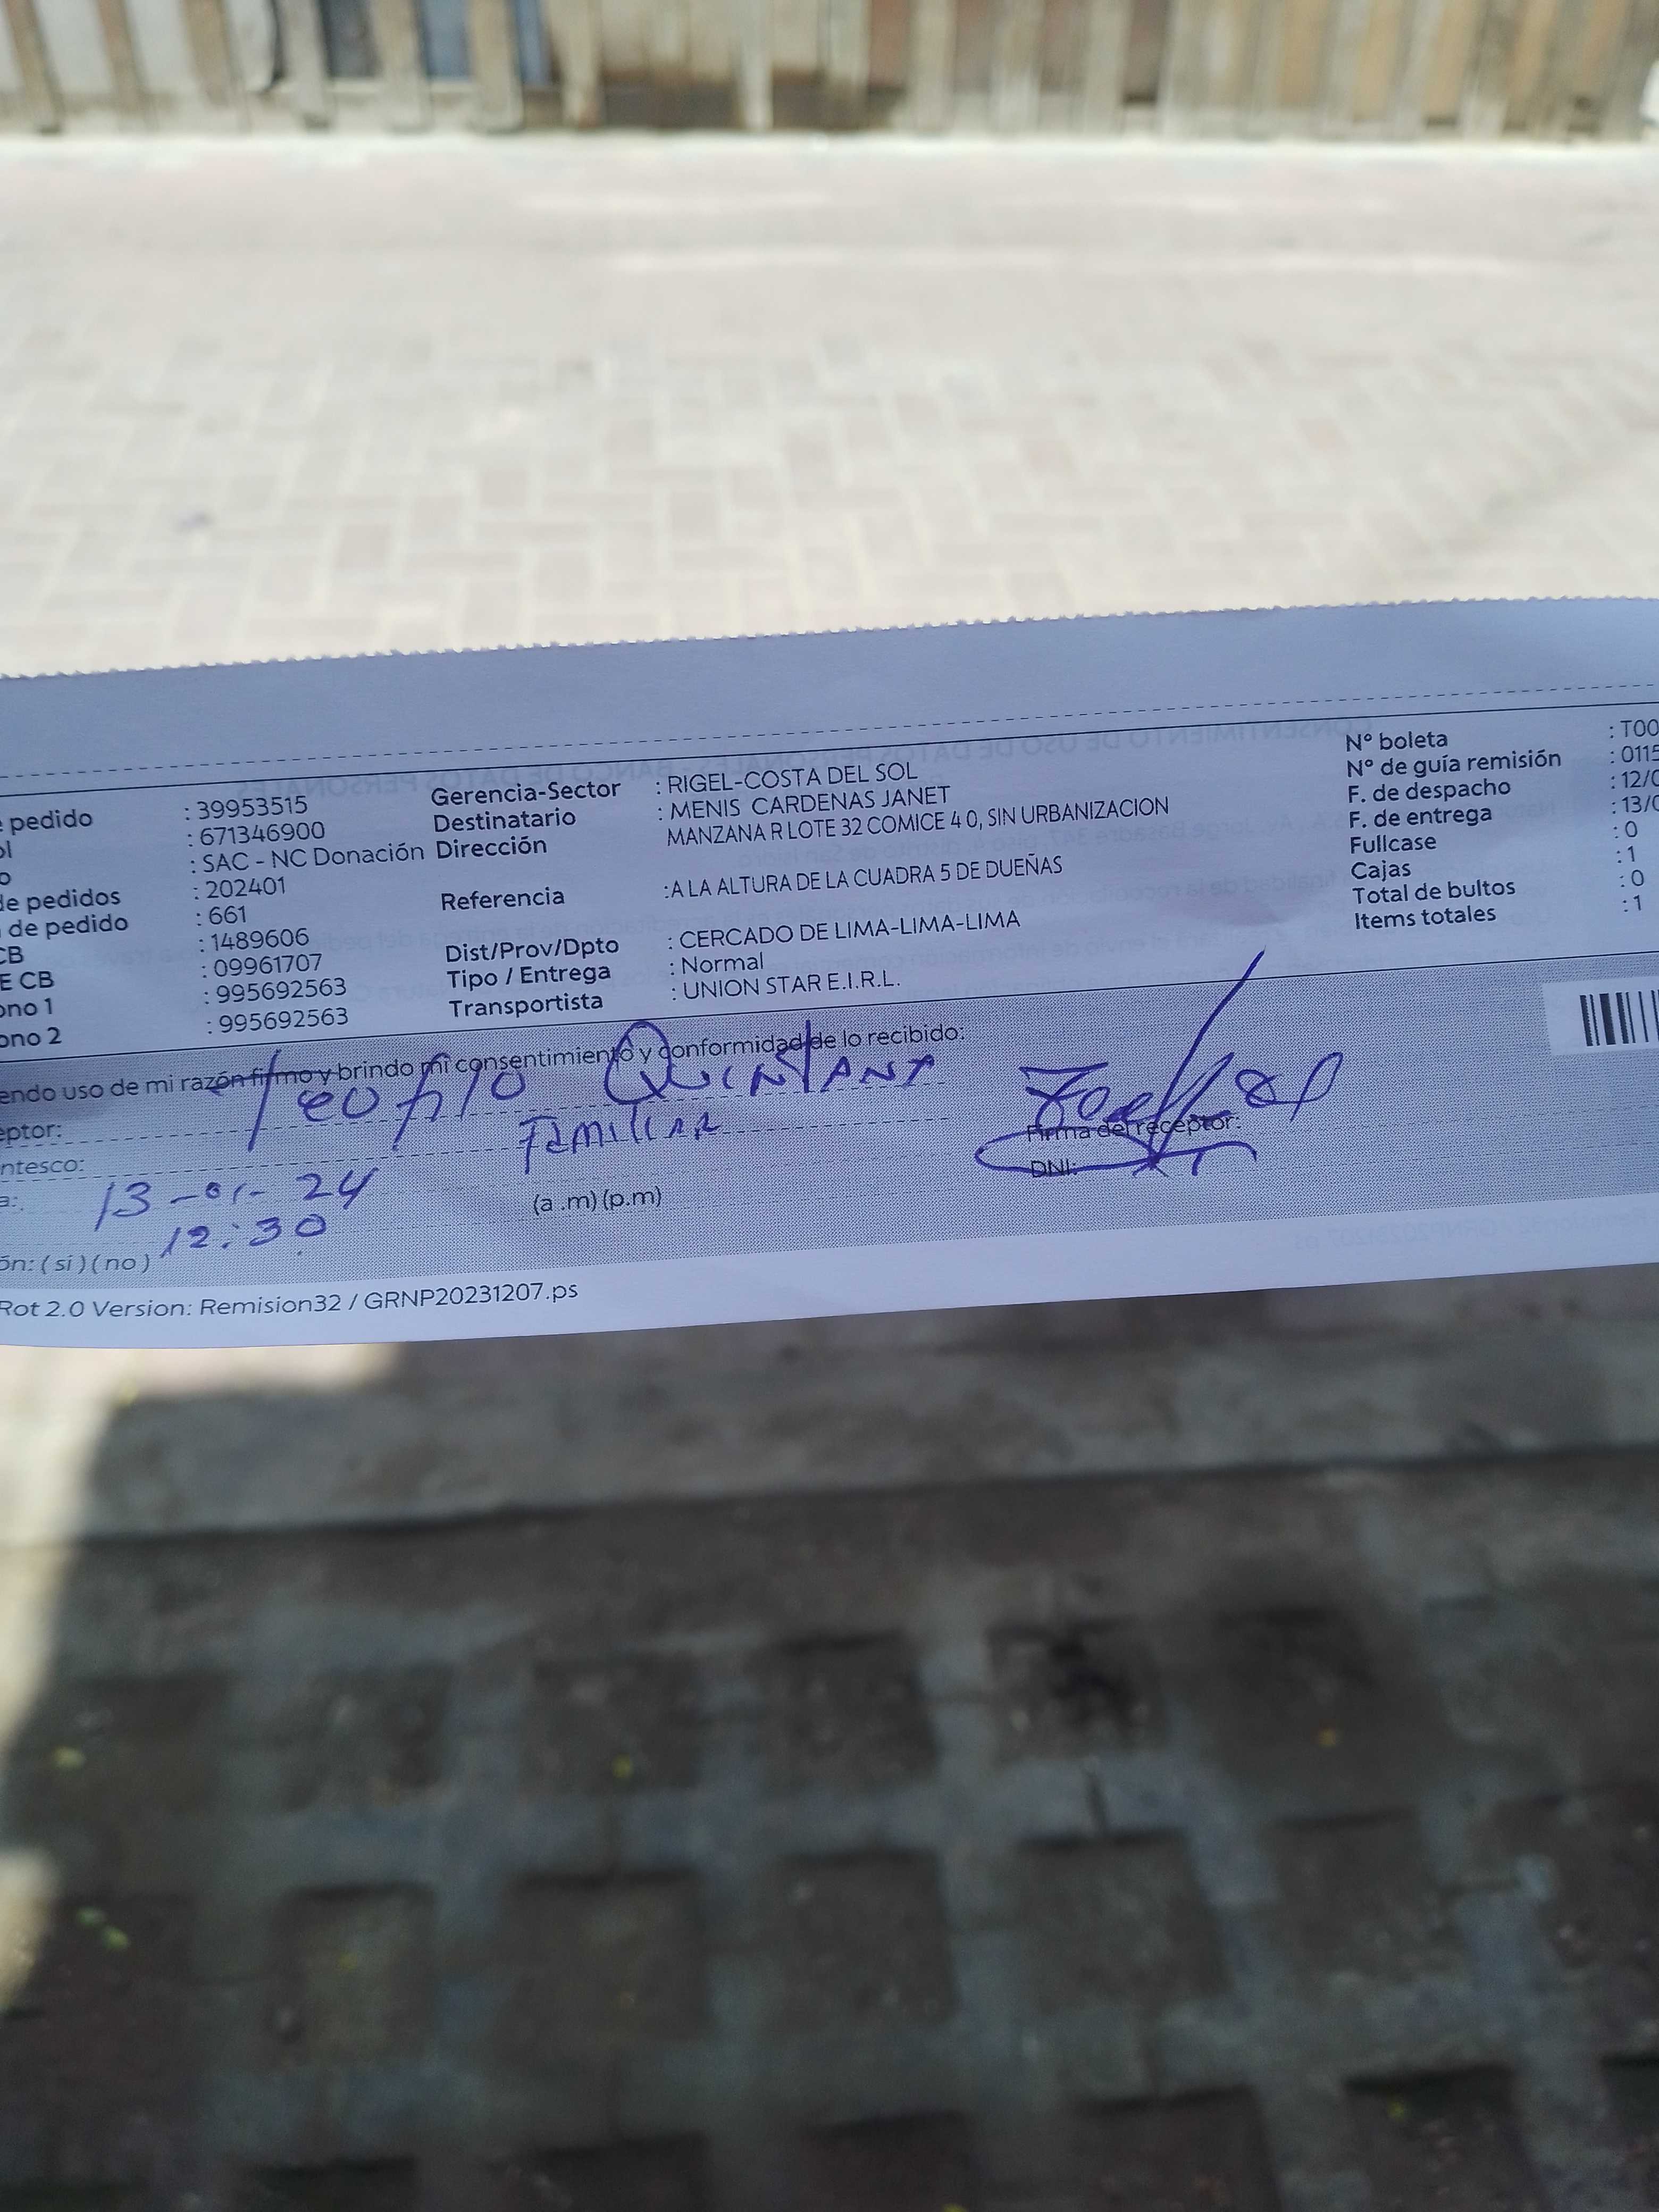 e pedido : 39953515 Gerencia-Sector : RIGEL-COSTA DEL SOL Nº boleta : T00
ol : 671346900 Destinatario : MENIS CARDENAS JANET Nº de guía remisión : 0115
o : SAC - NC Donación Dirección MANZANA R LOTE 32 COMICE 4 0, SIN URBANIZACION F. de despacho : 12/0
de pedidos : 202401 F. de entrega : 13/0
de pedido : 661 Referencia :A LA ALTURA DE LA CUADRA 5 DE DUEÑAS Fullcase : 0
CB : 1489606 Cajas : 1
E CB : 09961707 Dist/Prov/Dpto : CERCADO DE LIMA-LIMA-LIMA Total de bultos : 0
ono 1 : 995692563 Tipo / Entrega : Normal Items totales : 1
ono 2 : 995692563 Transportista : UNION STAR E.I.R.L.
endo uso de mi razón firmo y brindo mi consentimiento y conformidad de lo recibido:
eptor: Teofilo Quintana
Firma del receptor:
ntesco: Familiar
DNI:
a: 13-01-24
12:30 (a .m) (p.m)
ón: ( si ) ( no )
Rot 2.0 Version: Remision32 / GRNP20231207.ps